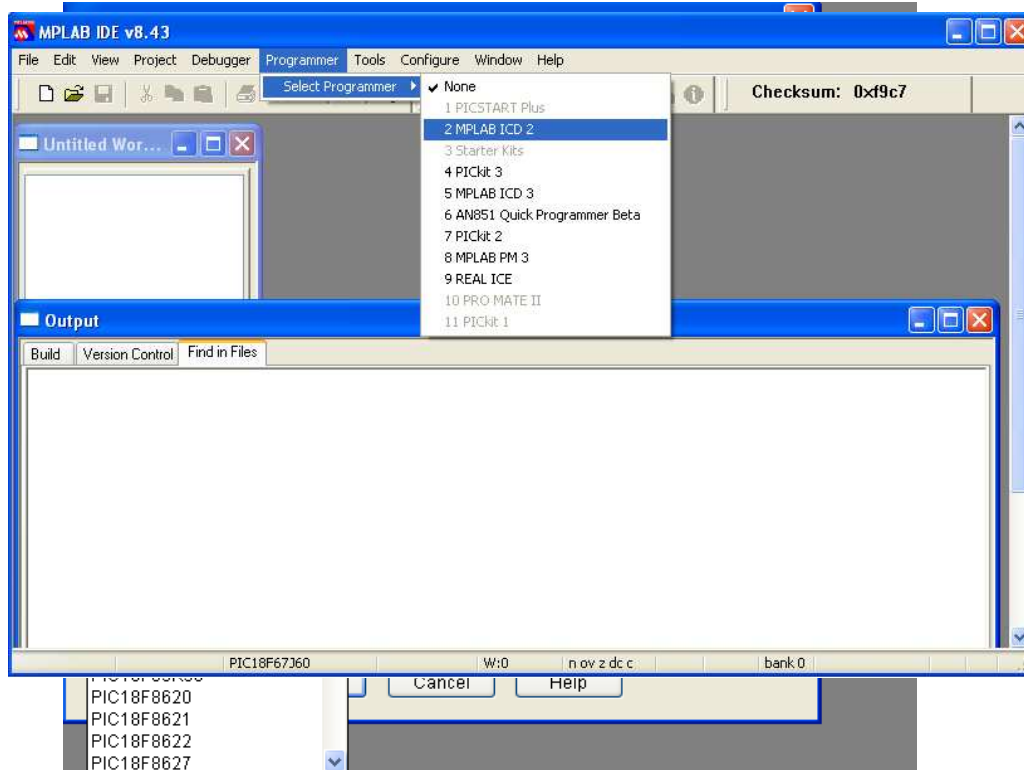 MPLAB IDE v8.43
File Edit View Project Debugger Programmer Tools Configure Window Help
Select Programmer
None
1 PICSTART Plus
2 MPLAB ICD 2
3 Starter Kits
4 PICkit 3
5 MPLAB ICD 3
6 AN851 Quick Programmer Beta
7 PICkit 2
8 MPLAB PM 3
9 REAL ICE
10 PRO MATE II
11 PICkit 1
Checksum: 0xf9c7
Untitled Wor...
Output
Build Version Control Find in Files
PIC18F67J60 W:0 n ov z dc c bank 0
Cancel Help
PIC18F8620
PIC18F8621
PIC18F8622
PIC18F8627